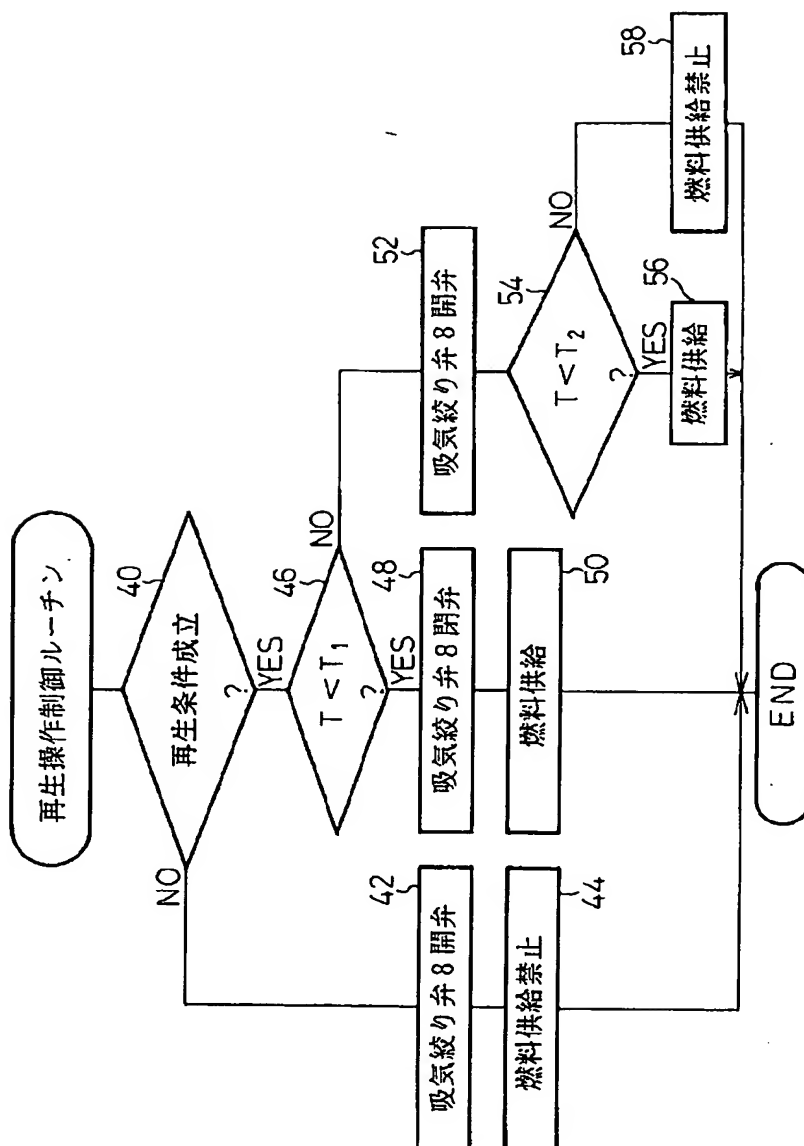 再生操作制御ルーチン
40
再生条件成立
?
NO
YES
46
T<T₁
?
NO
YES
42
吸気絞り弁8開弁
44
燃料供給禁止
48
吸気絞り弁8閉弁
50
燃料供給
52
吸気絞り弁8開弁
54
T<T₂
?
NO
YES
56
燃料供給
58
燃料供給禁止
END